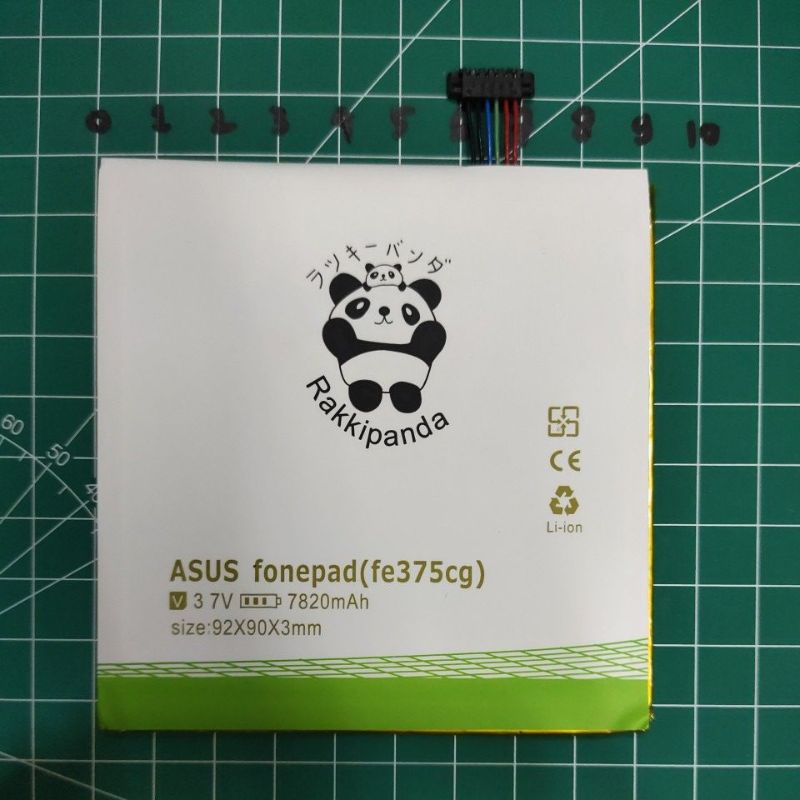 0 1 2 3 4 5 6 7 8 9 10
ラッキーパンダ
Rakkipanda
CE
Li-ion
60
50
ASUS fonepad(fe375cg)
V 3 7V 7820mAh
size:92X90X3mm